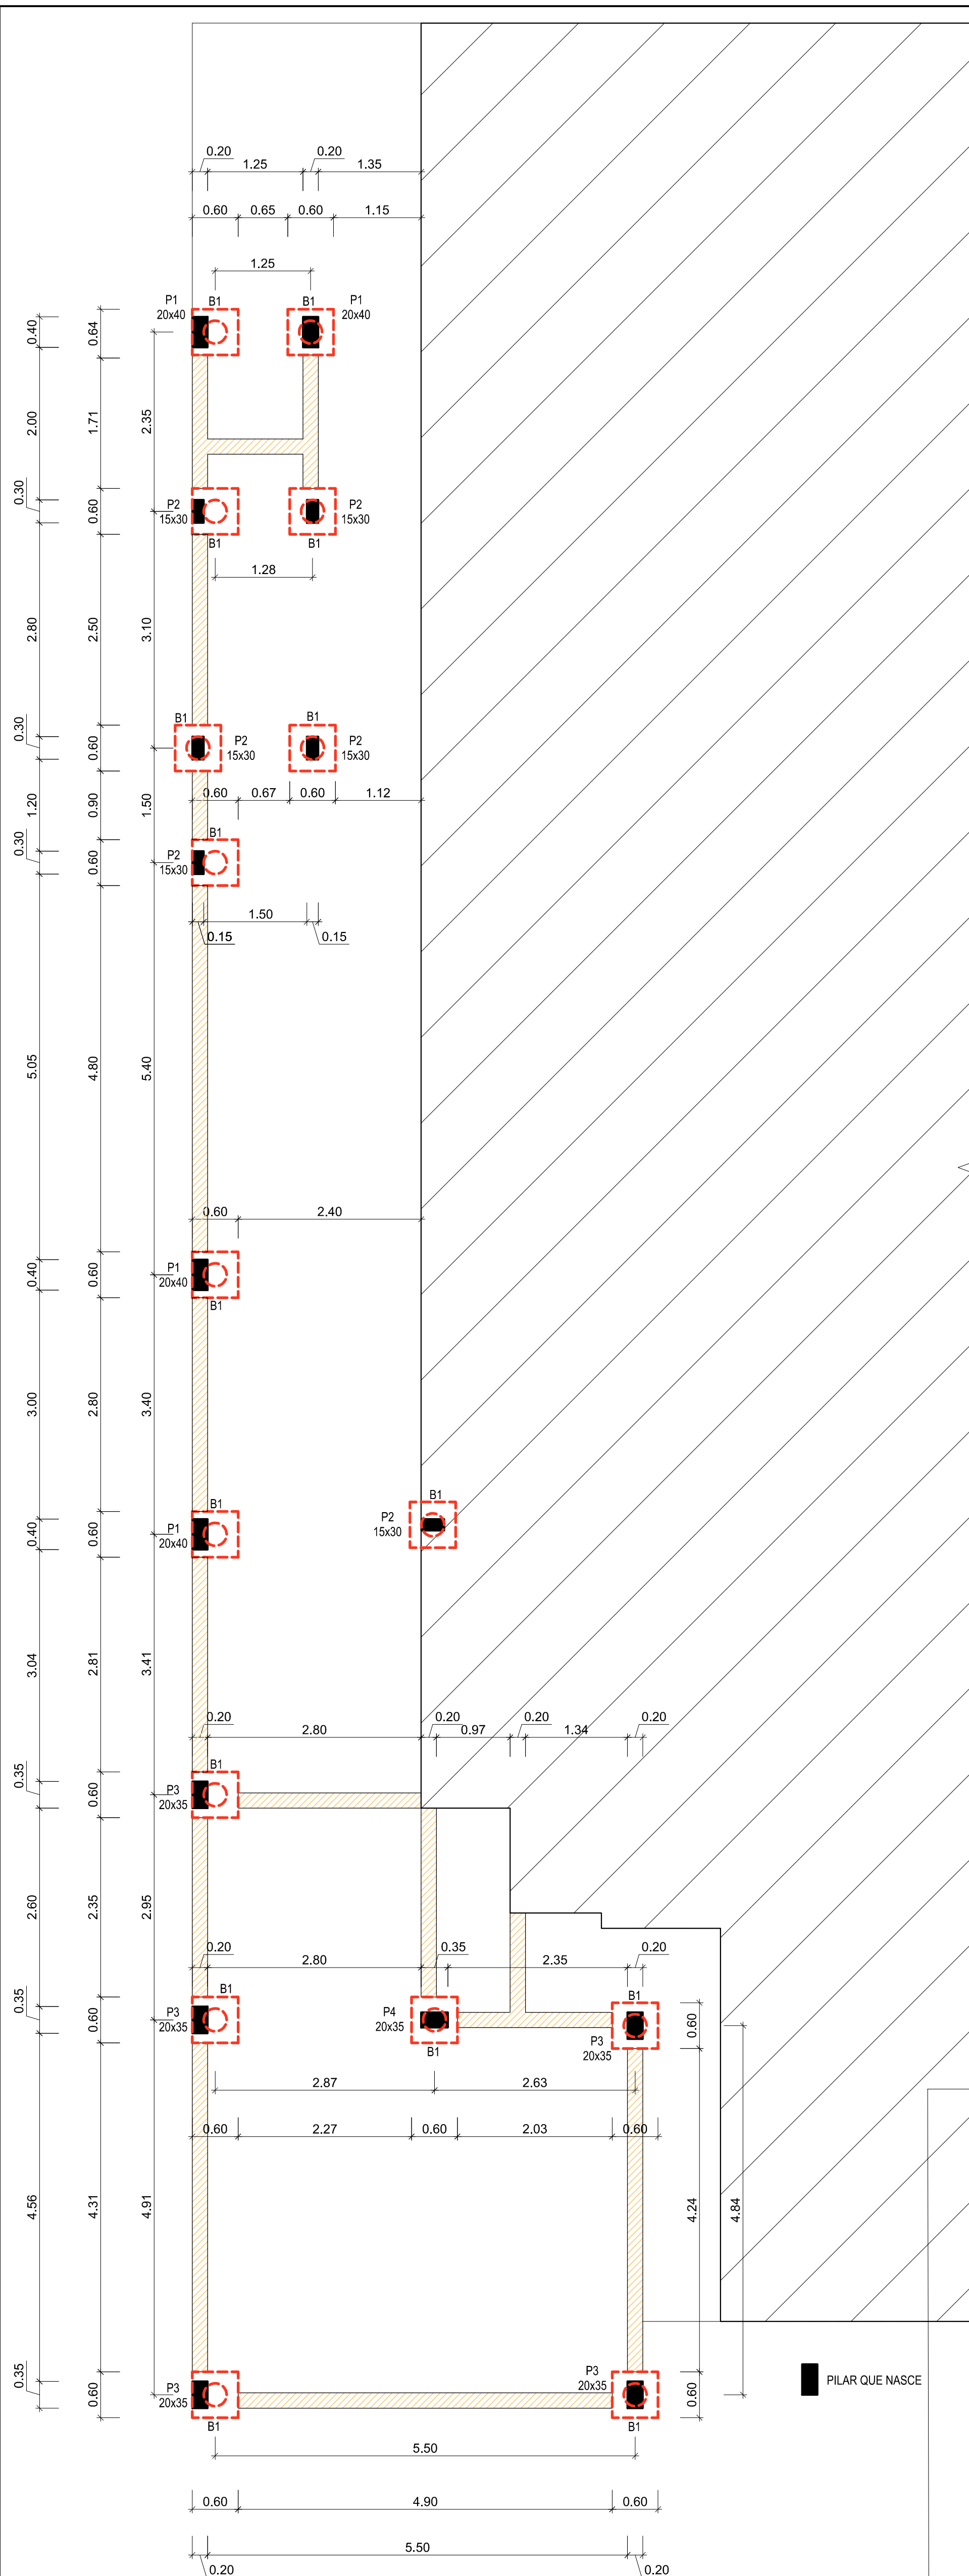 0.20
0.20
1.25
1.35
0.60
0.65
0.60
1.15
1.25
P1
20x40
B1
B1
P1
20x40
0.40
0.64
2.00
1.71
2.35
0.30
0.60
P2
15x30
P2
15x30
B1
B1
1.28
2.80
2.50
3.10
B1
B1
0.30
0.60
P2
15x30
P2
15x30
0.60
0.67
0.60
1.12
1.20
0.90
1.50
B1
0.30
0.60
P2
15x30
1.50
0.15
0.15
5.05
4.80
5.40
0.60
2.40
0.40
0.60
P1
20x40
B1
3.00
2.80
3.40
B1
B1
0.40
0.60
P1
20x40
P2
15x30
3.04
2.81
3.41
0.20
2.80
0.20
0.97
0.20
1.34
0.20
B1
0.35
0.60
P3
20x35
2.60
2.35
2.95
0.20
2.80
0.35
2.35
0.20
B1
B1
0.35
0.60
P3
20x35
P4
20x35
B1
P3
20x35
0.60
2.87
2.63
0.60
2.27
0.60
2.03
0.60
4.56
4.31
4.91
4.24
4.84
0.35
0.60
P3
20x35
P3
20x35
0.60
PILAR QUE NASCE
B1
B1
5.50
0.60
4.90
0.60
5.50
0.20
0.20